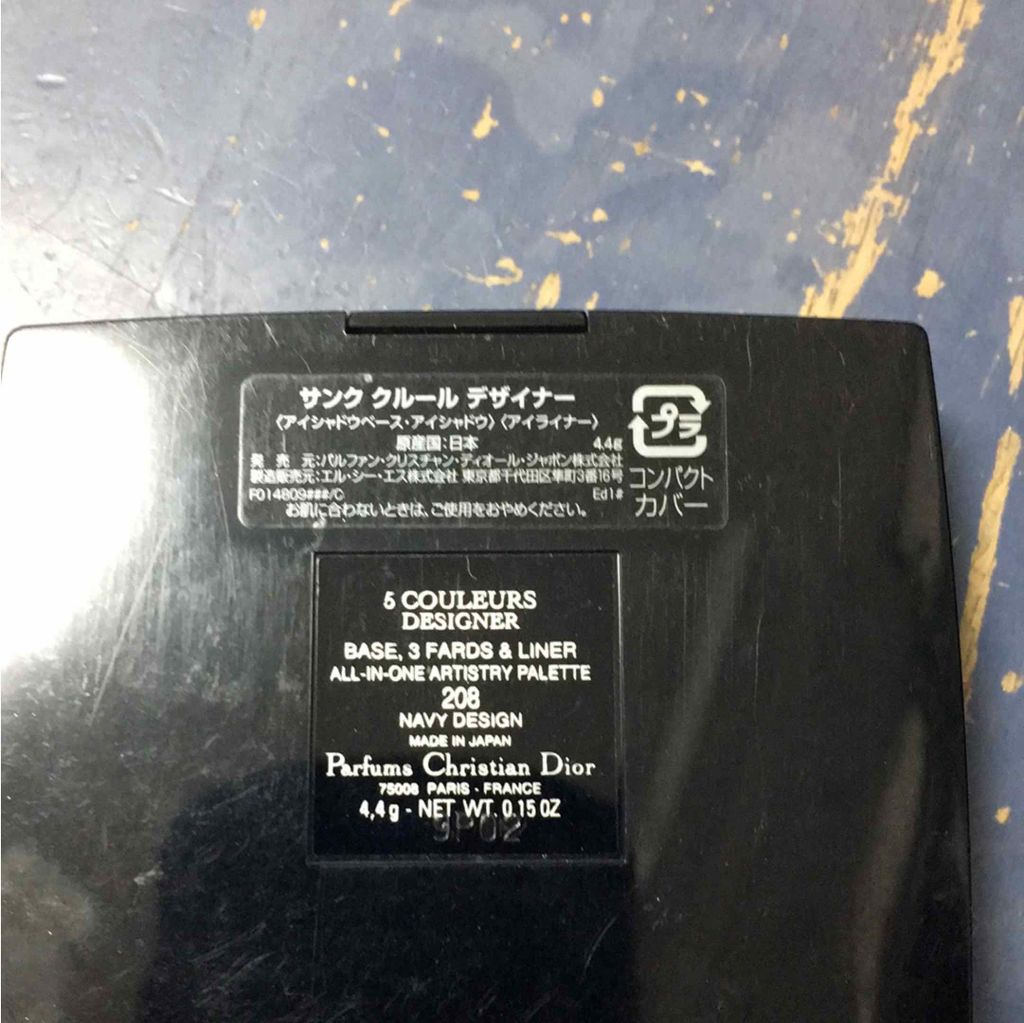 サンク クルール デザイナー
〈アイシャドウベース・アイシャドウ〉〈アイライナー〉
原産国:日本 4.4g
発売元:パルファン・クリスチャン・ディオール・ジャポン株式会社
製造販売元:エル・シー・エス株式会社 東京都千代田区隼町3番16号
F014809###/C Ed1#
お肌に合わないときは、ご使用をおやめください。
プラ
コンパクト
カバー
5 COULEURS
DESIGNER
BASE, 3 FARDS & LINER
ALL-IN-ONE ARTISTRY PALETTE
208
NAVY DESIGN
MADE IN JAPAN
Parfums Christian Dior
75008 PARIS - FRANCE
4,4 g - NET WT. 0.15 OZ
9P02